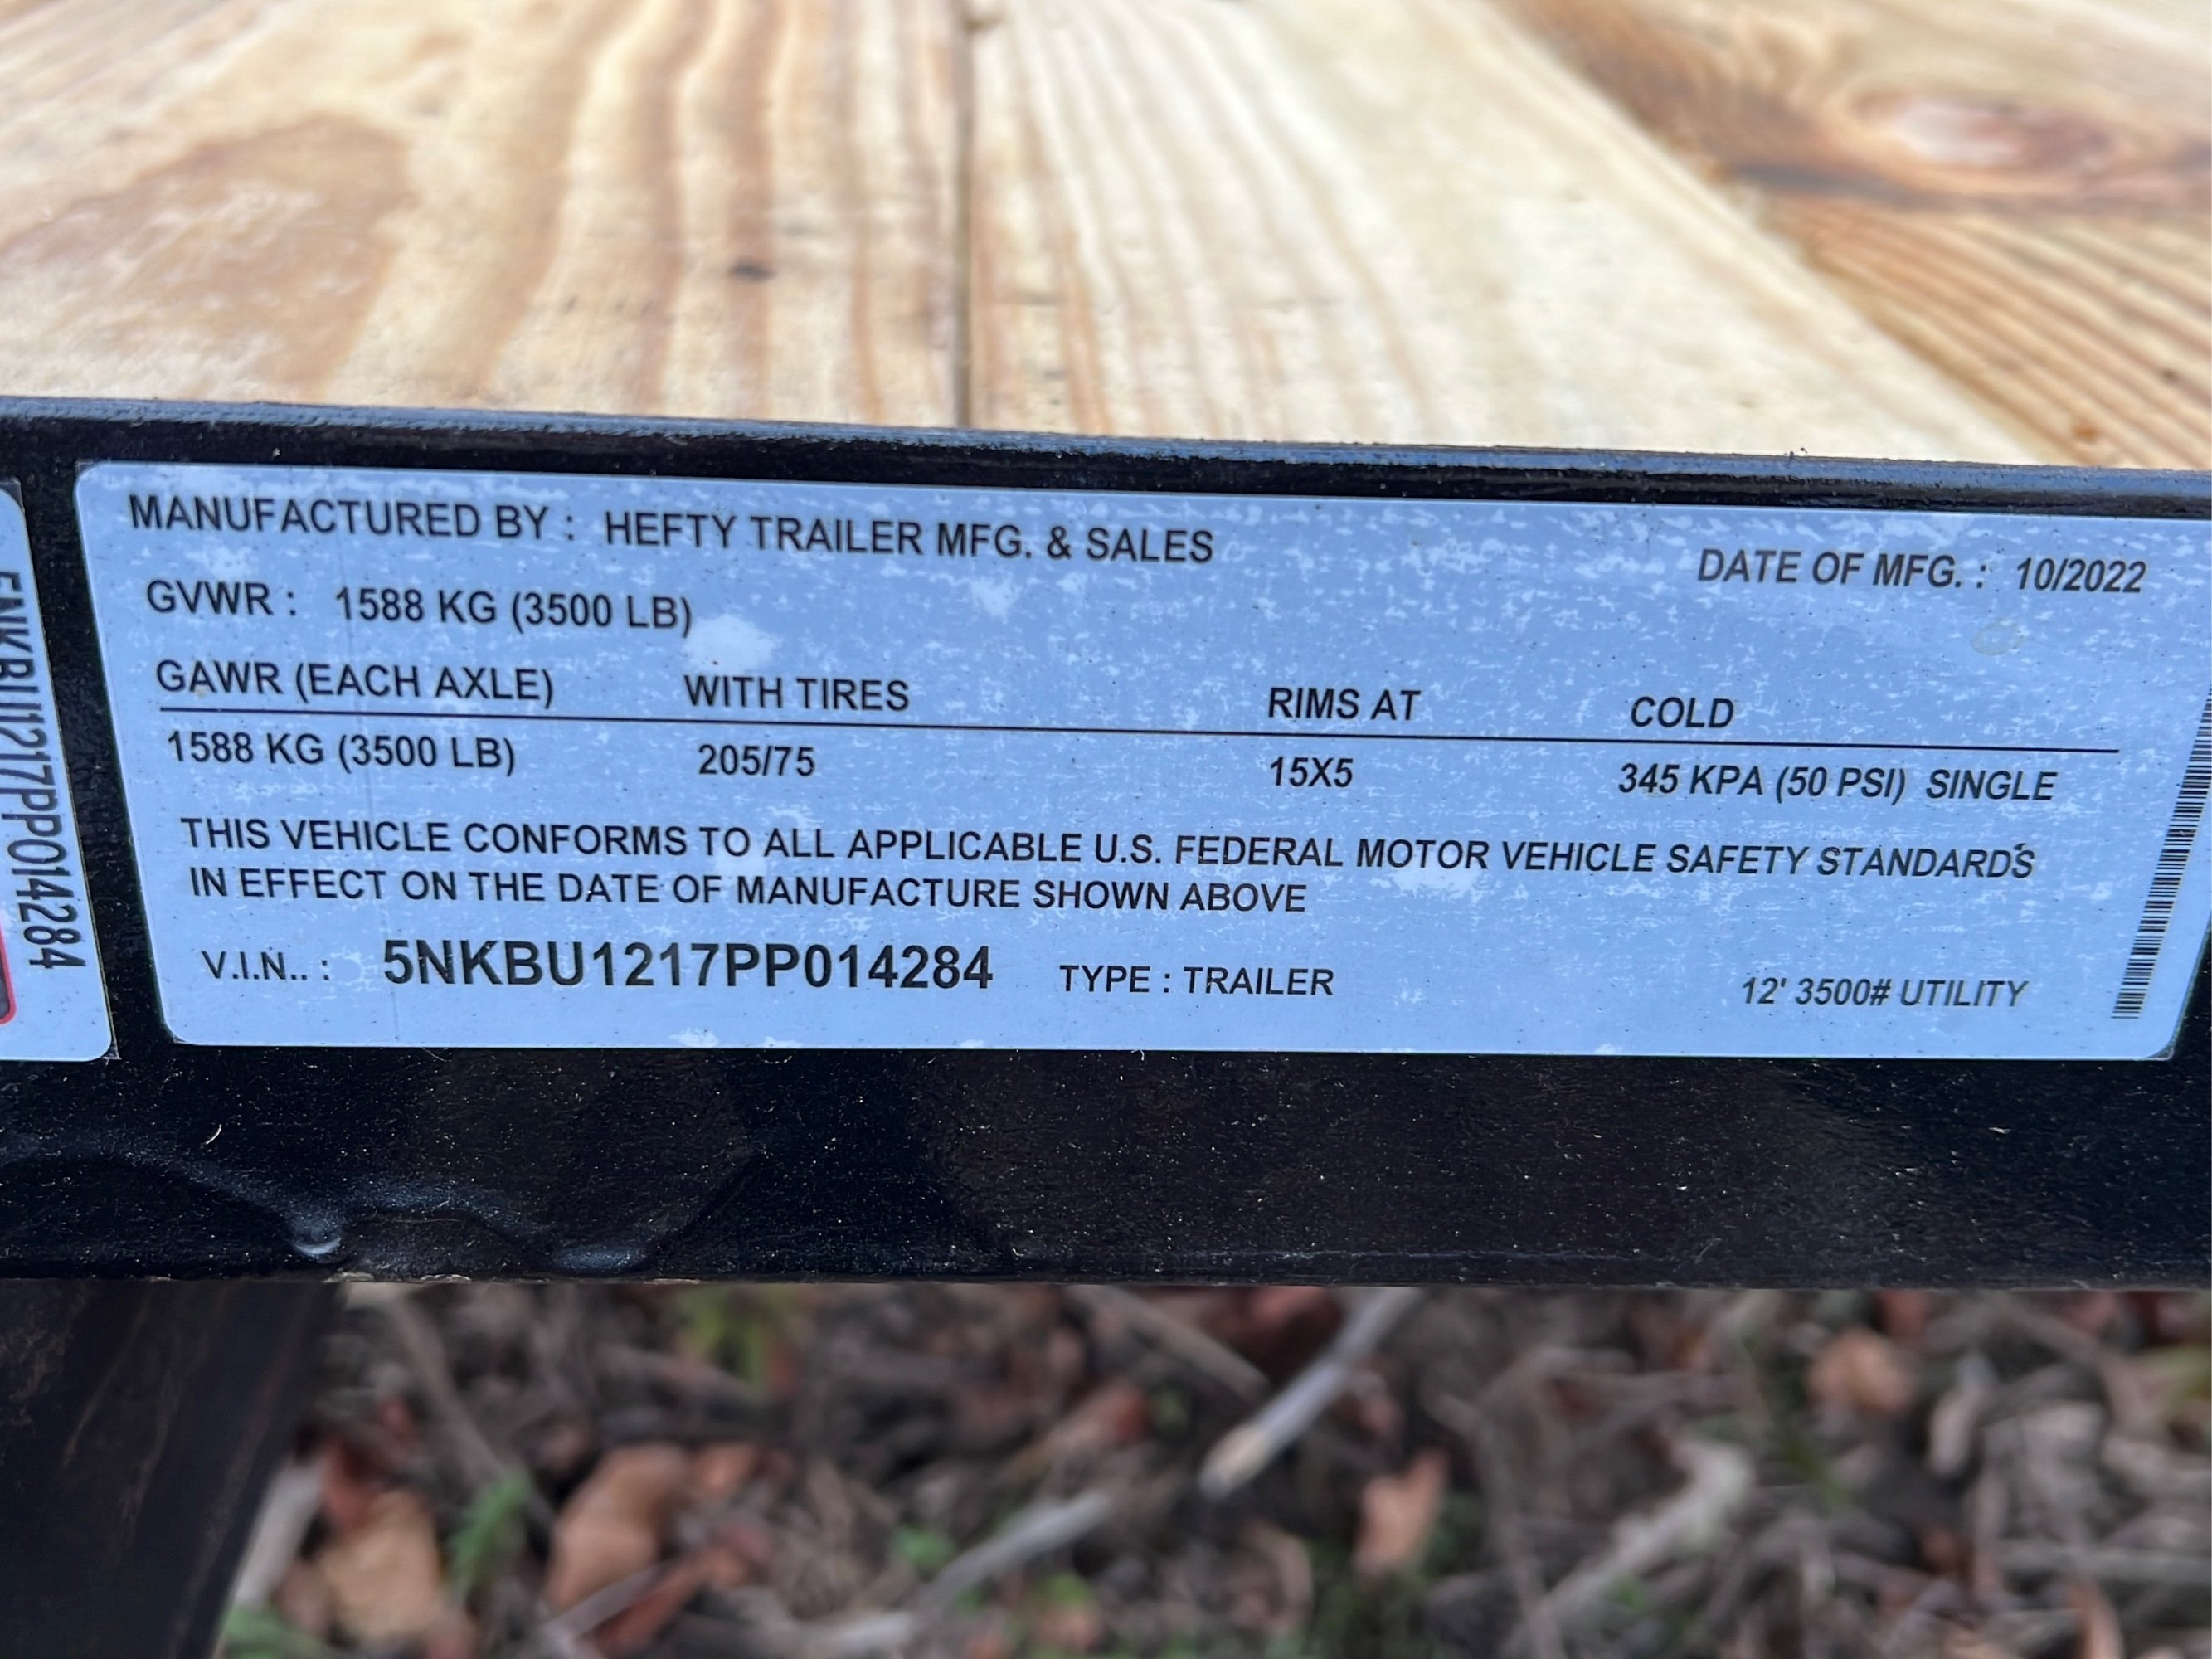 MANUFACTURED BY : HEFTY TRAILER MFG. & SALES
DATE OF MFG. : 10/2022
GVWR : 1588 KG (3500 LB)
GAWR (EACH AXLE) WITH TIRES RIMS AT COLD
1588 KG (3500 LB) 205/75 15X5 345 KPA (50 PSI) SINGLE
THIS VEHICLE CONFORMS TO ALL APPLICABLE U.S. FEDERAL MOTOR VEHICLE SAFETY STANDARDS
IN EFFECT ON THE DATE OF MANUFACTURE SHOWN ABOVE
V.I.N.. : 5NKBU1217PP014284 TYPE : TRAILER 12' 3500# UTILITY
5NKBU1217PP014284